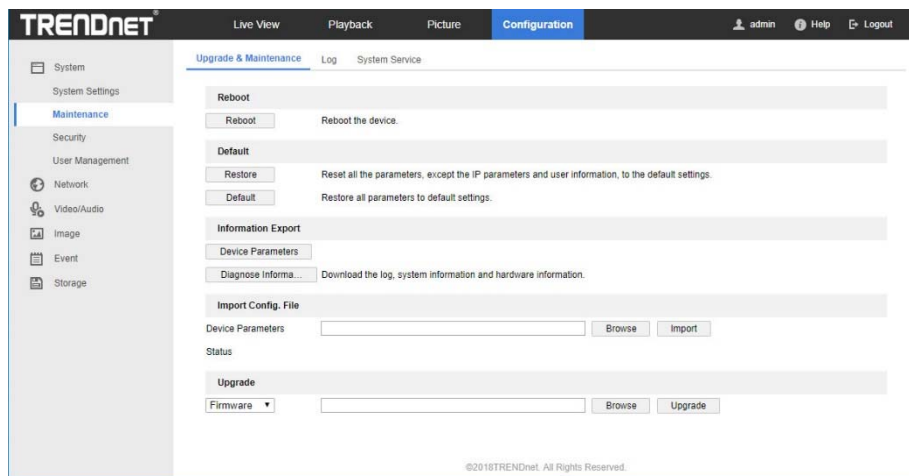 TRENDNET®
Live View Playback Picture Configuration admin Help Logout
System
System Settings
Maintenance
Security
User Management
Network
Video/Audio
Image
Event
Storage
Upgrade & Maintenance Log System Service
Reboot
Reboot Reboot the device.
Default
Restore Reset all the parameters, except the IP parameters and user information, to the default settings.
Default Restore all parameters to default settings.
Information Export
Device Parameters
Diagnose Informa... Download the log, system information and hardware information.
Import Config. File
Device Parameters Browse Import
Status
Upgrade
Firmware Browse Upgrade
©2018TRENDnet. All Rights Reserved.